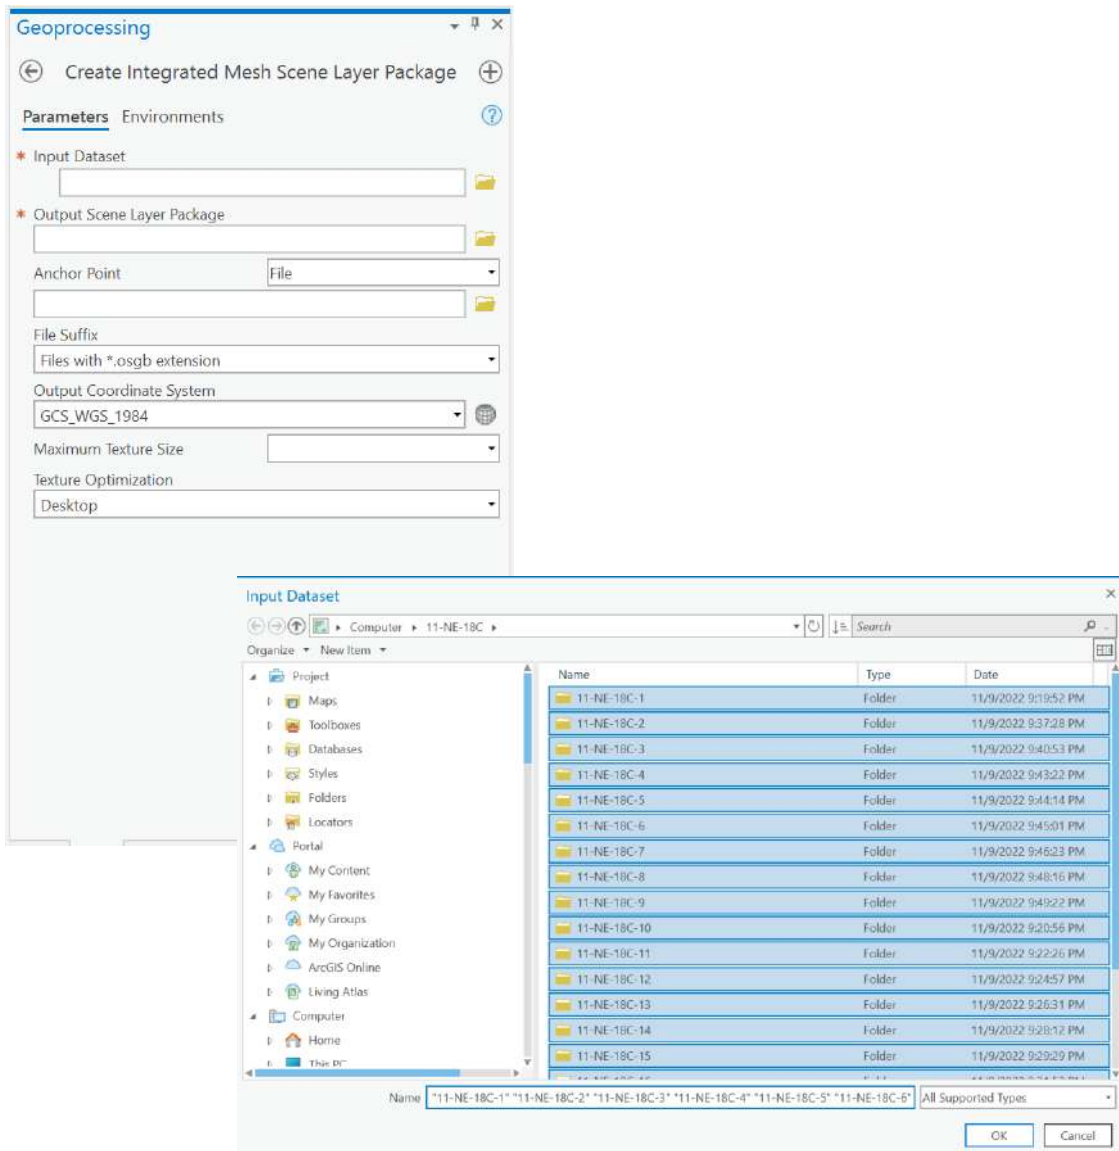 Geoprocessing
Create Integrated Mesh Scene Layer Package
Parameters Environments
* Input Dataset
* Output Scene Layer Package
Anchor Point File
File Suffix
Files with *.osgb extension
Output Coordinate System
GCS_WGS_1984
Maximum Texture Size
Texture Optimization
Desktop
Input Dataset
Computer 11-NE-18C
Search
Organize New Item
Project
Maps
Toolboxes
Databases
Styles
Folders
Locators
Portal
My Content
My Favorites
My Groups
My Organization
ArcGIS Online
Living Atlas
Computer
Home
This PC
Name Type Date
11-NE-18C-1 Folder 11/9/2022 9:19:52 PM
11-NE-18C-2 Folder 11/9/2022 9:37:28 PM
11-NE-18C-3 Folder 11/9/2022 9:40:53 PM
11-NE-18C-4 Folder 11/9/2022 9:43:22 PM
11-NE-18C-5 Folder 11/9/2022 9:44:14 PM
11-NE-18C-6 Folder 11/9/2022 9:45:01 PM
11-NE-18C-7 Folder 11/9/2022 9:46:23 PM
11-NE-18C-8 Folder 11/9/2022 9:48:16 PM
11-NE-18C-9 Folder 11/9/2022 9:49:22 PM
11-NE-18C-10 Folder 11/9/2022 9:20:56 PM
11-NE-18C-11 Folder 11/9/2022 9:22:26 PM
11-NE-18C-12 Folder 11/9/2022 9:24:57 PM
11-NE-18C-13 Folder 11/9/2022 9:26:31 PM
11-NE-18C-14 Folder 11/9/2022 9:28:12 PM
11-NE-18C-15 Folder 11/9/2022 9:29:29 PM
Name "11-NE-18C-1" "11-NE-18C-2" "11-NE-18C-3" "11-NE-18C-4" "11-NE-18C-5" "11-NE-18C-6" All Supported Types
OK Cancel